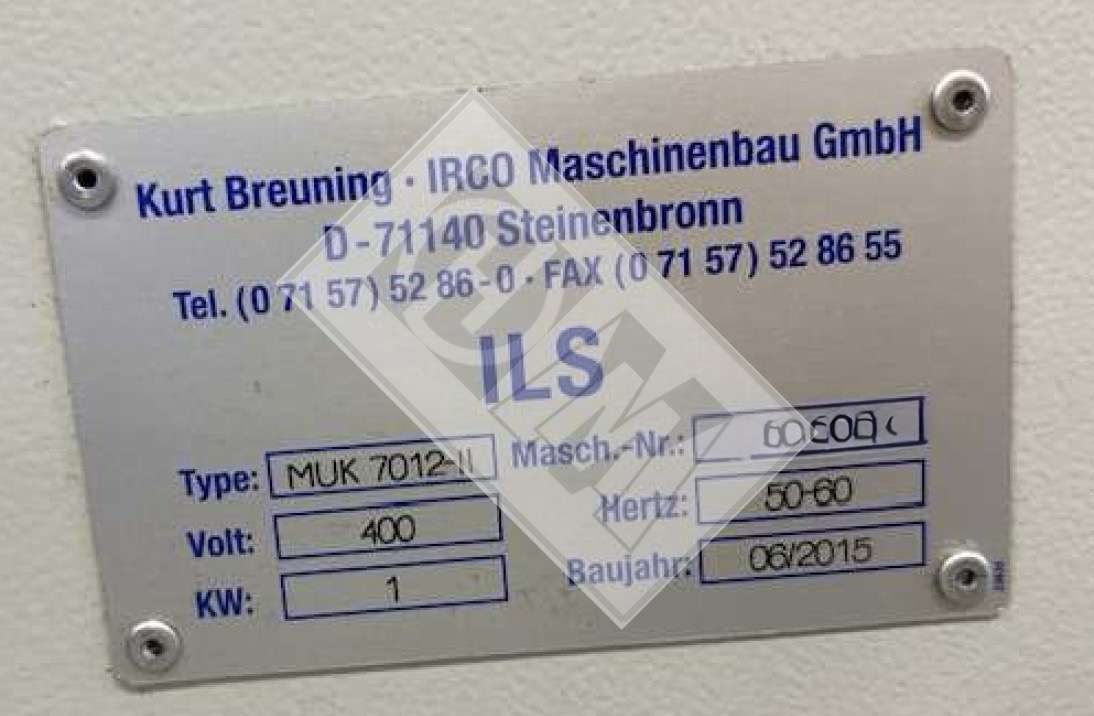 Kurt Breuning · IRCO Maschinenbau GmbH
D-71140 Steinenbronn
Tel. (0 71 57) 52 86-0 · FAX (0 71 57) 52 86 55
ILS
Type: MUK 7012-II Masch.-Nr.:
Volt: 400 Hertz: 50-60
KW: 1 Baujahr: 06/2015